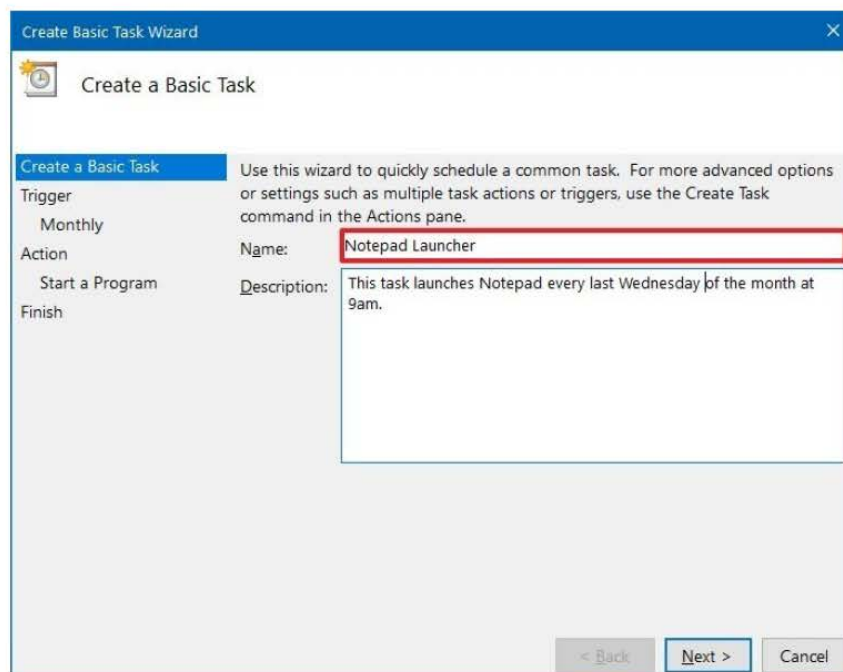 Create Basic Task Wizard
Create a Basic Task
Create a Basic Task
Trigger
Monthly
Action
Start a Program
Finish
Use this wizard to quickly schedule a common task. For more advanced options
or settings such as multiple task actions or triggers, use the Create Task
command in the Actions pane.
Name:
Notepad Launcher
Description:
This task launches Notepad every last Wednesday of the month at
9am.
< Back
Next >
Cancel